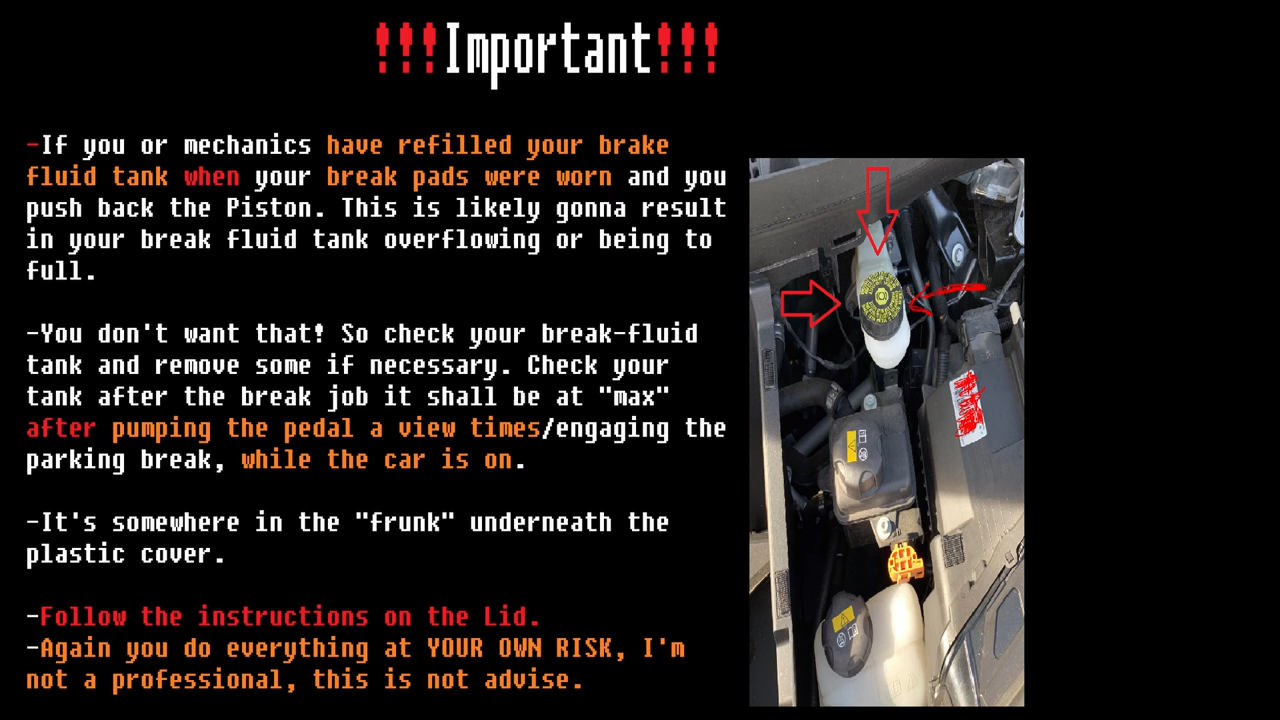 !!!Important!!!
-If you or mechanics have refilled your brake
fluid tank when your break pads were worn and you
push back the Piston. This is likely gonna result
in your break fluid tank overflowing or being to
full.
-You don't want that! So check your break-fluid
tank and remove some if necessary. Check your
tank after the break job it shall be at "max"
after pumping the pedal a view times/engaging the
parking break, while the car is on.
-It's somewhere in the "frunk" underneath the
plastic cover.
-Follow the instructions on the Lid.
-Again you do everything at YOUR OWN RISK, I'm
not a professional, this is not advise.